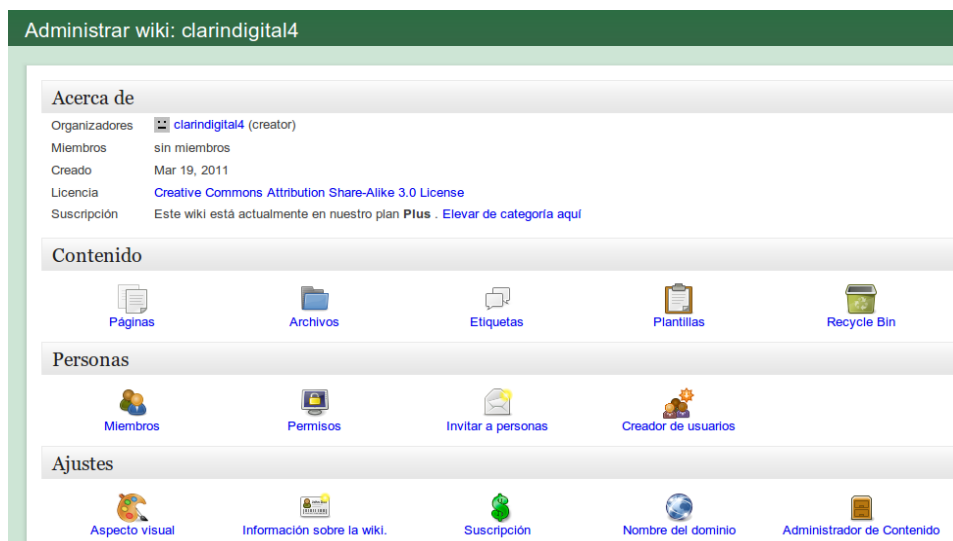 Administrar wiki: clarindigital4
Acerca de
Organizadores clarindigital4 (creator)
Miembros sin miembros
Creado Mar 19, 2011
Licencia Creative Commons Attribution Share-Alike 3.0 License
Suscripción Este wiki está actualmente en nuestro plan Plus . Elevar de categoría aquí
Contenido
Páginas Archivos Etiquetas Plantillas Recycle Bin
Personas
Miembros Permisos Invitar a personas Creador de usuarios
Ajustes
Aspecto visual Información sobre la wiki. Suscripción Nombre del dominio Administrador de Contenido